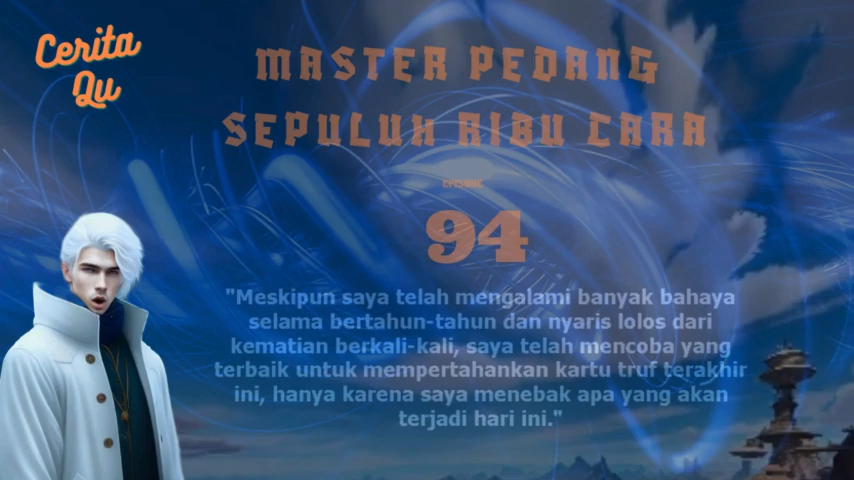 Cerita
Qu
MASTER PEDANG
SEPULUH RIBU CARA
EPISODE
94
"Meskipun saya telah mengalami banyak bahaya
selama bertahun-tahun dan nyaris lolos dari
kematian berkali-kali, saya telah mencoba yang
terbaik untuk mempertahankan kartu truf terakhir
ini, hanya karena saya menebak apa yang akan
terjadi hari ini."